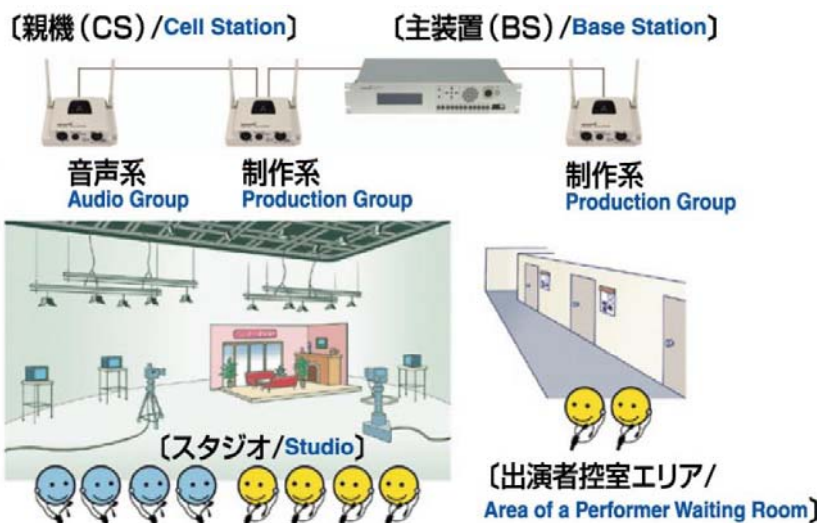 〔親機(CS)/Cell Station〕
〔主装置(BS)/Base Station〕
音声系
Audio Group
制作系
Production Group
制作系
Production Group
〔スタジオ/Studio〕
〔出演者控室エリア/
Area of a Performer Waiting Room〕